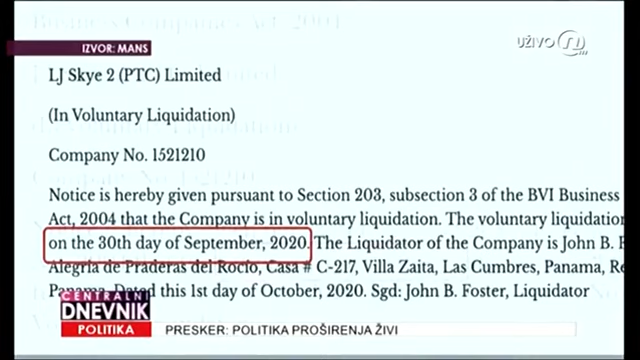 IZVOR: MANS
UŽIVO
LJ Skye 2 (PTC) Limited
(In Voluntary Liquidation)
Company No. 1521210
Notice is hereby given pursuant to Section 203, subsection 3 of the BVI Business
Act, 2004 that the Company is in voluntary liquidation. The voluntary liquidation
on the 30th day of September, 2020. The Liquidator of the Company is John B. F
Alegria de Praderas del Rocio, Casa # C-217, Villa Zaita, Las Cumbres, Panama, Re
Panama. Dated this 1st day of October, 2020. Sgd: John B. Foster, Liquidator
CENTRALNI
DNEVNIK
POLITIKA
PRESKER: POLITIKA PROŠIRENJA ŽIVI